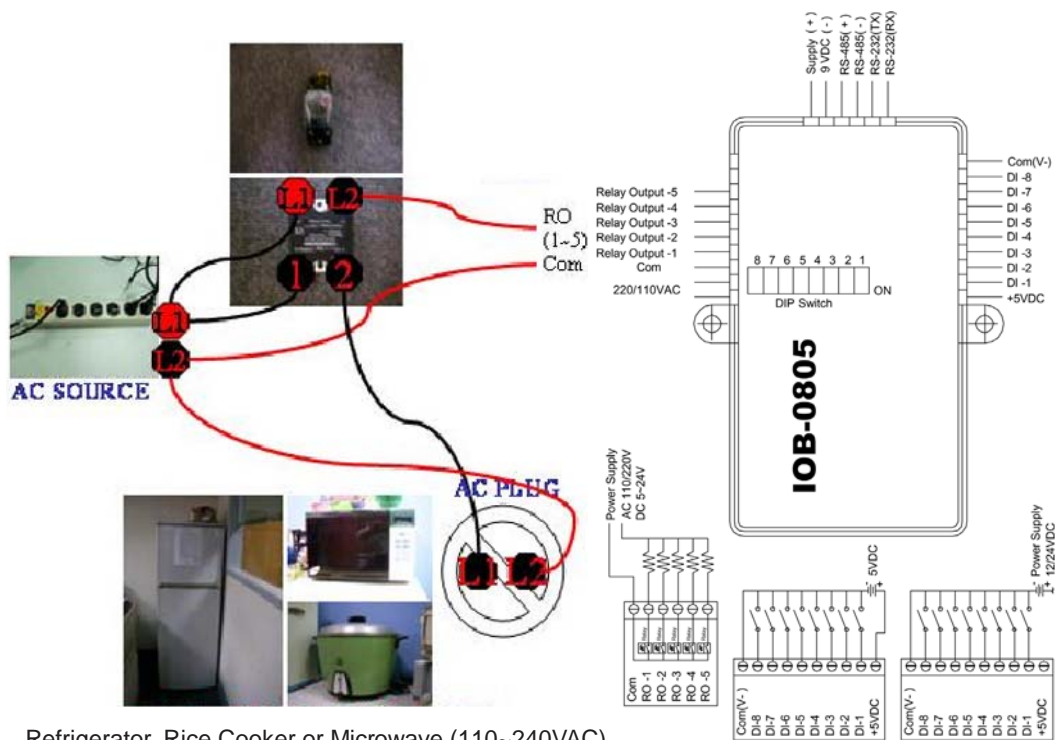 L1
L2
1
2
RO
(1~5)
Com
L1
L2
AC SOURCE
AC PLUG
L1
L2
Refrigerator, Rice Cooker or Microwave (110~240VAC)
Supply ( + )
9 VDC ( - )
RS-485( + )
RS-485( - )
RS-232(TX)
RS-232(RX)
Relay Output -5
Relay Output -4
Relay Output -3
Relay Output -2
Relay Output -1
Com
220/110VAC
Com(V-)
DI -8
DI -7
DI -6
DI -5
DI -4
DI -3
DI -2
DI -1
+5VDC
8 7 6 5 4 3 2 1
ON
DIP Switch
IOB-0805
Power Supply
AC 110/220V
DC 5~24V
Relay
Relay
Relay
Relay
Relay
Com
RO -1
RO -2
RO -3
RO -4
RO -5
- +
5VDC
Com(V- )
DI-8
DI-7
DI-6
DI-5
DI-4
DI-3
DI-2
DI-1
+5VDC
Power Supply
- + 12/24VDC
Com(V- )
DI-8
DI-7
DI-6
DI-5
DI-4
DI-3
DI-2
DI-1
+5VDC